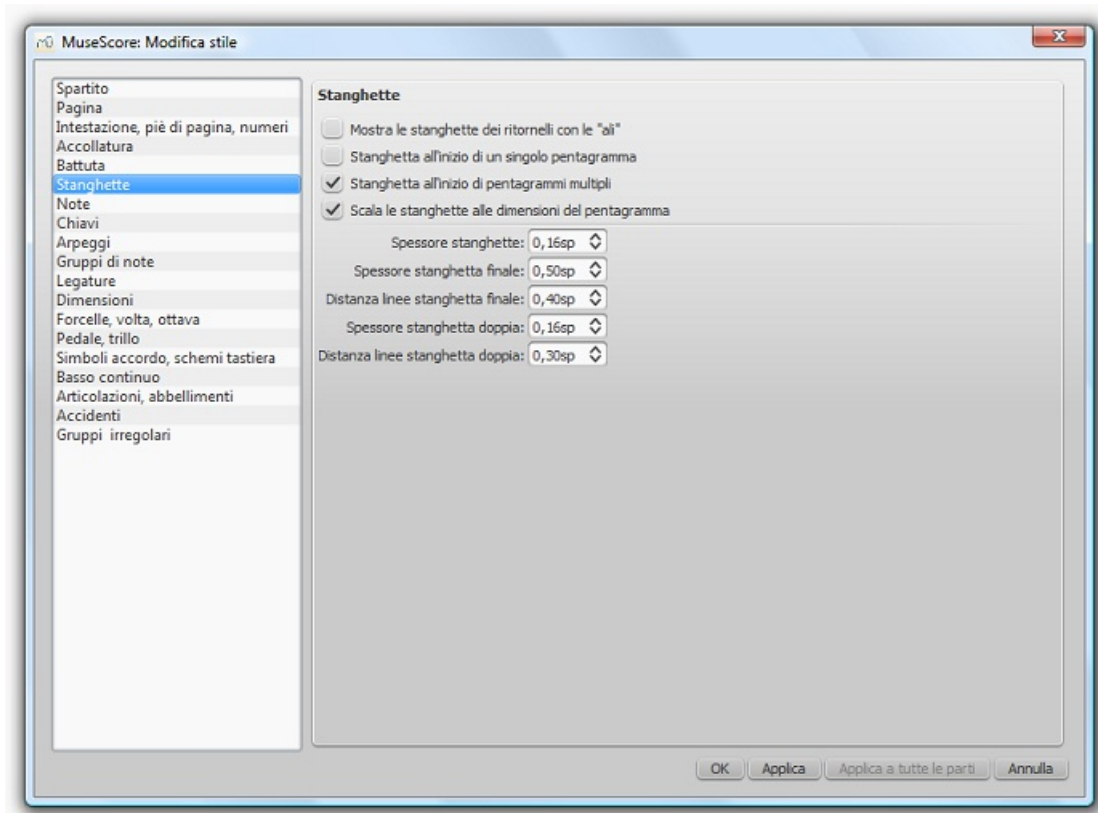 MuseScore: Modifica stile
Spartito
Pagina
Intestazione, piè di pagina, numeri
Accollatura
Battuta
Stanghette
Note
Chiavi
Arpeggi
Gruppi di note
Legature
Dimensioni
Forcelle, volta, ottava
Pedale, trillo
Simboli accordo, schemi tastiera
Basso continuo
Articolazioni, abbellimenti
Accidenti
Gruppi irregolari
Stanghette
Mostra le stanghette dei ritornelli con le "ali"
Stanghetta all'inizio di un singolo pentagramma
Stanghetta all'inizio di pentagrammi multipli
Scala le stanghette alle dimensioni del pentagramma
Spessore stanghette: 0,16sp
Spessore stanghetta finale: 0,50sp
Distanza linee stanghetta finale: 0,40sp
Spessore stanghetta doppia: 0,16sp
Distanza linee stanghetta doppia: 0,30sp
OK Applica Applica a tutte le parti Annulla